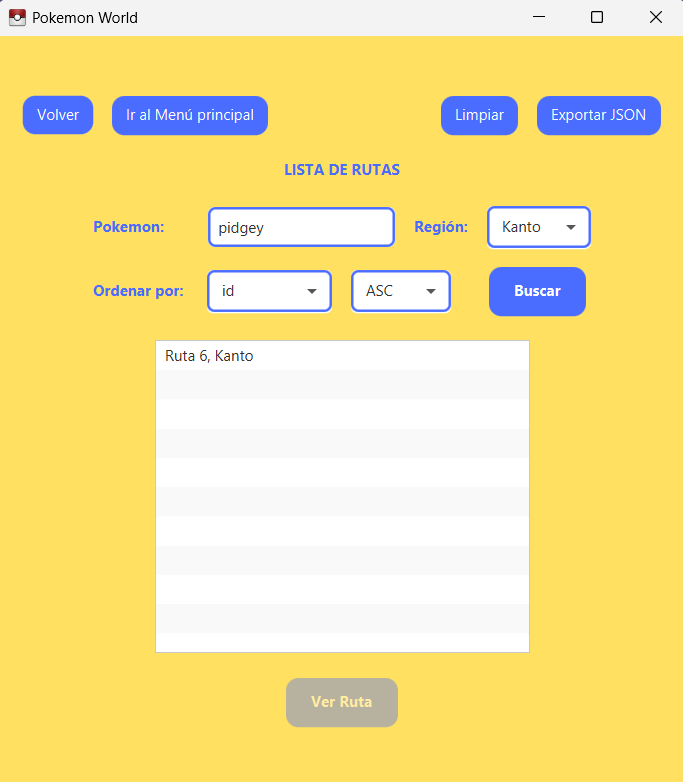 Pokemon World
Volver
Ir al Menú principal
Limpiar
Exportar JSON
LISTA DE RUTAS
Pokemon:
pidgey
Región:
Kanto
Ordenar por:
id
ASC
Buscar
Ruta 6, Kanto
Ver Ruta